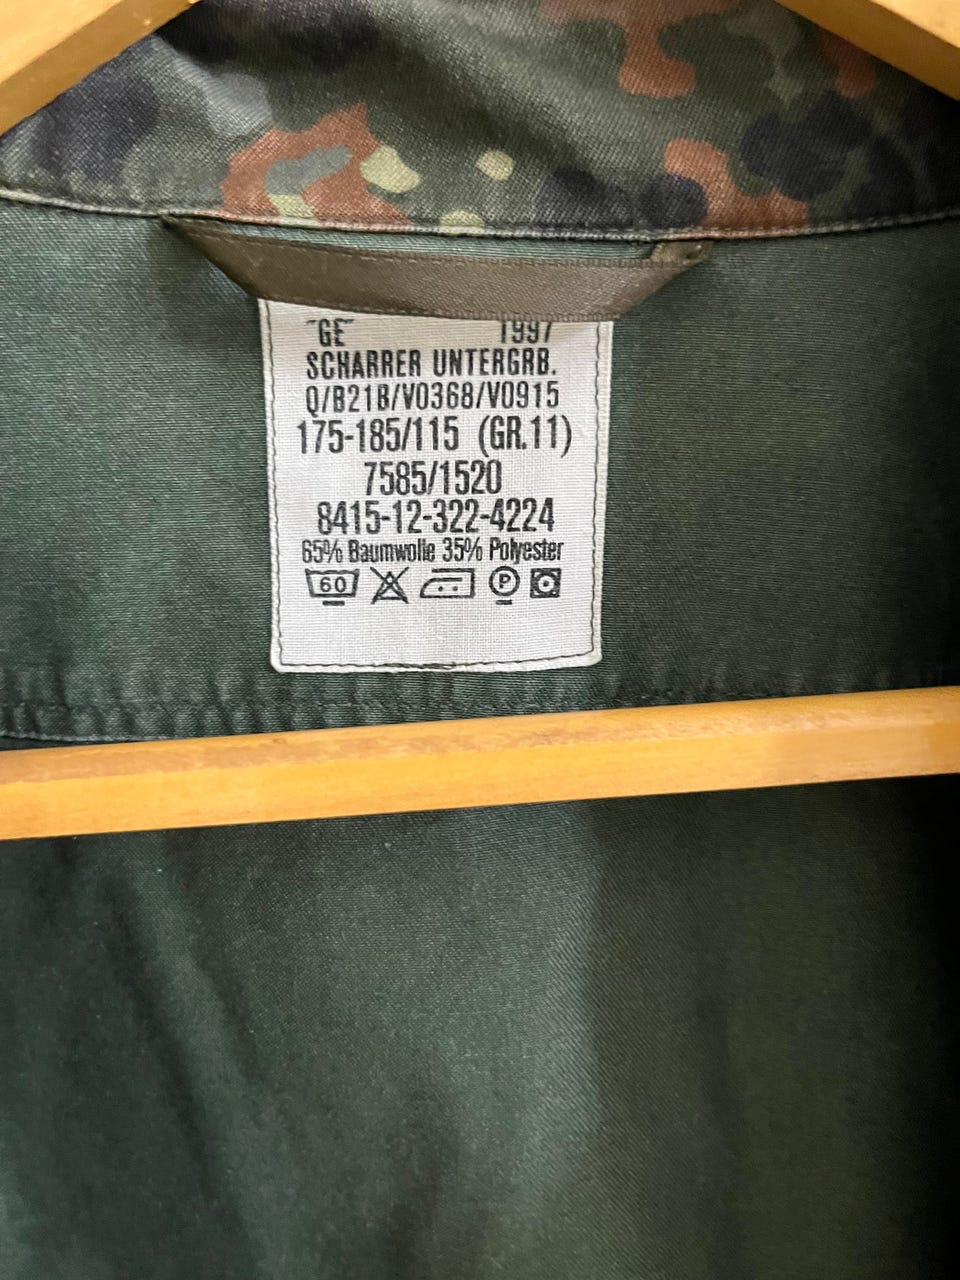 "GE" 1997
SCHARRER UNTERGRB.
Q/B21B/V0368/V0915
175-185/115 (GR.11)
7585/1520
8415-12-322-4224
65% Baumwolle 35% Polyester
60 P